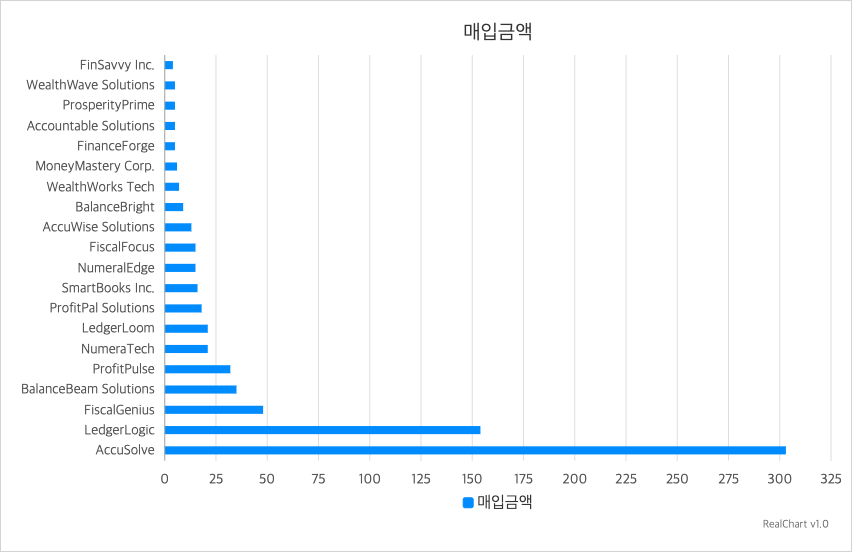 매입금액
FinSavvy Inc.
WealthWave Solutions
ProsperityPrime
Accountable Solutions
FinanceForge
MoneyMastery Corp.
WealthWorks Tech
BalanceBright
AccuWise Solutions
FiscalFocus
NumeralEdge
SmartBooks Inc.
ProfitPal Solutions
LedgerLoom
NumeraTech
ProfitPulse
BalanceBeam Solutions
FiscalGenius
LedgerLogic
AccuSolve
0 25 50 75 100 125 150 175 200 225 250 275 300 325
매입금액
RealChart v1.0